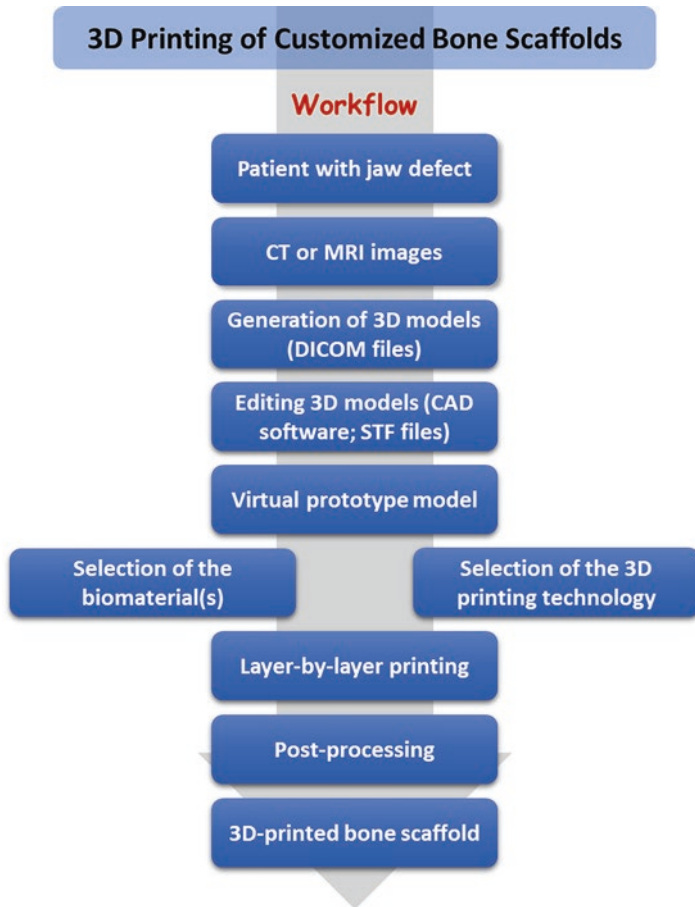 3D Printing of Customized Bone Scaffolds
Workflow
Patient with jaw defect
CT or MRI images
Generation of 3D models
(DICOM files)
Editing 3D models (CAD
software; STF files)
Virtual prototype model
Selection of the
biomaterial(s)
Selection of the 3D
printing technology
Layer-by-layer printing
Post-processing
3D-printed bone scaffold